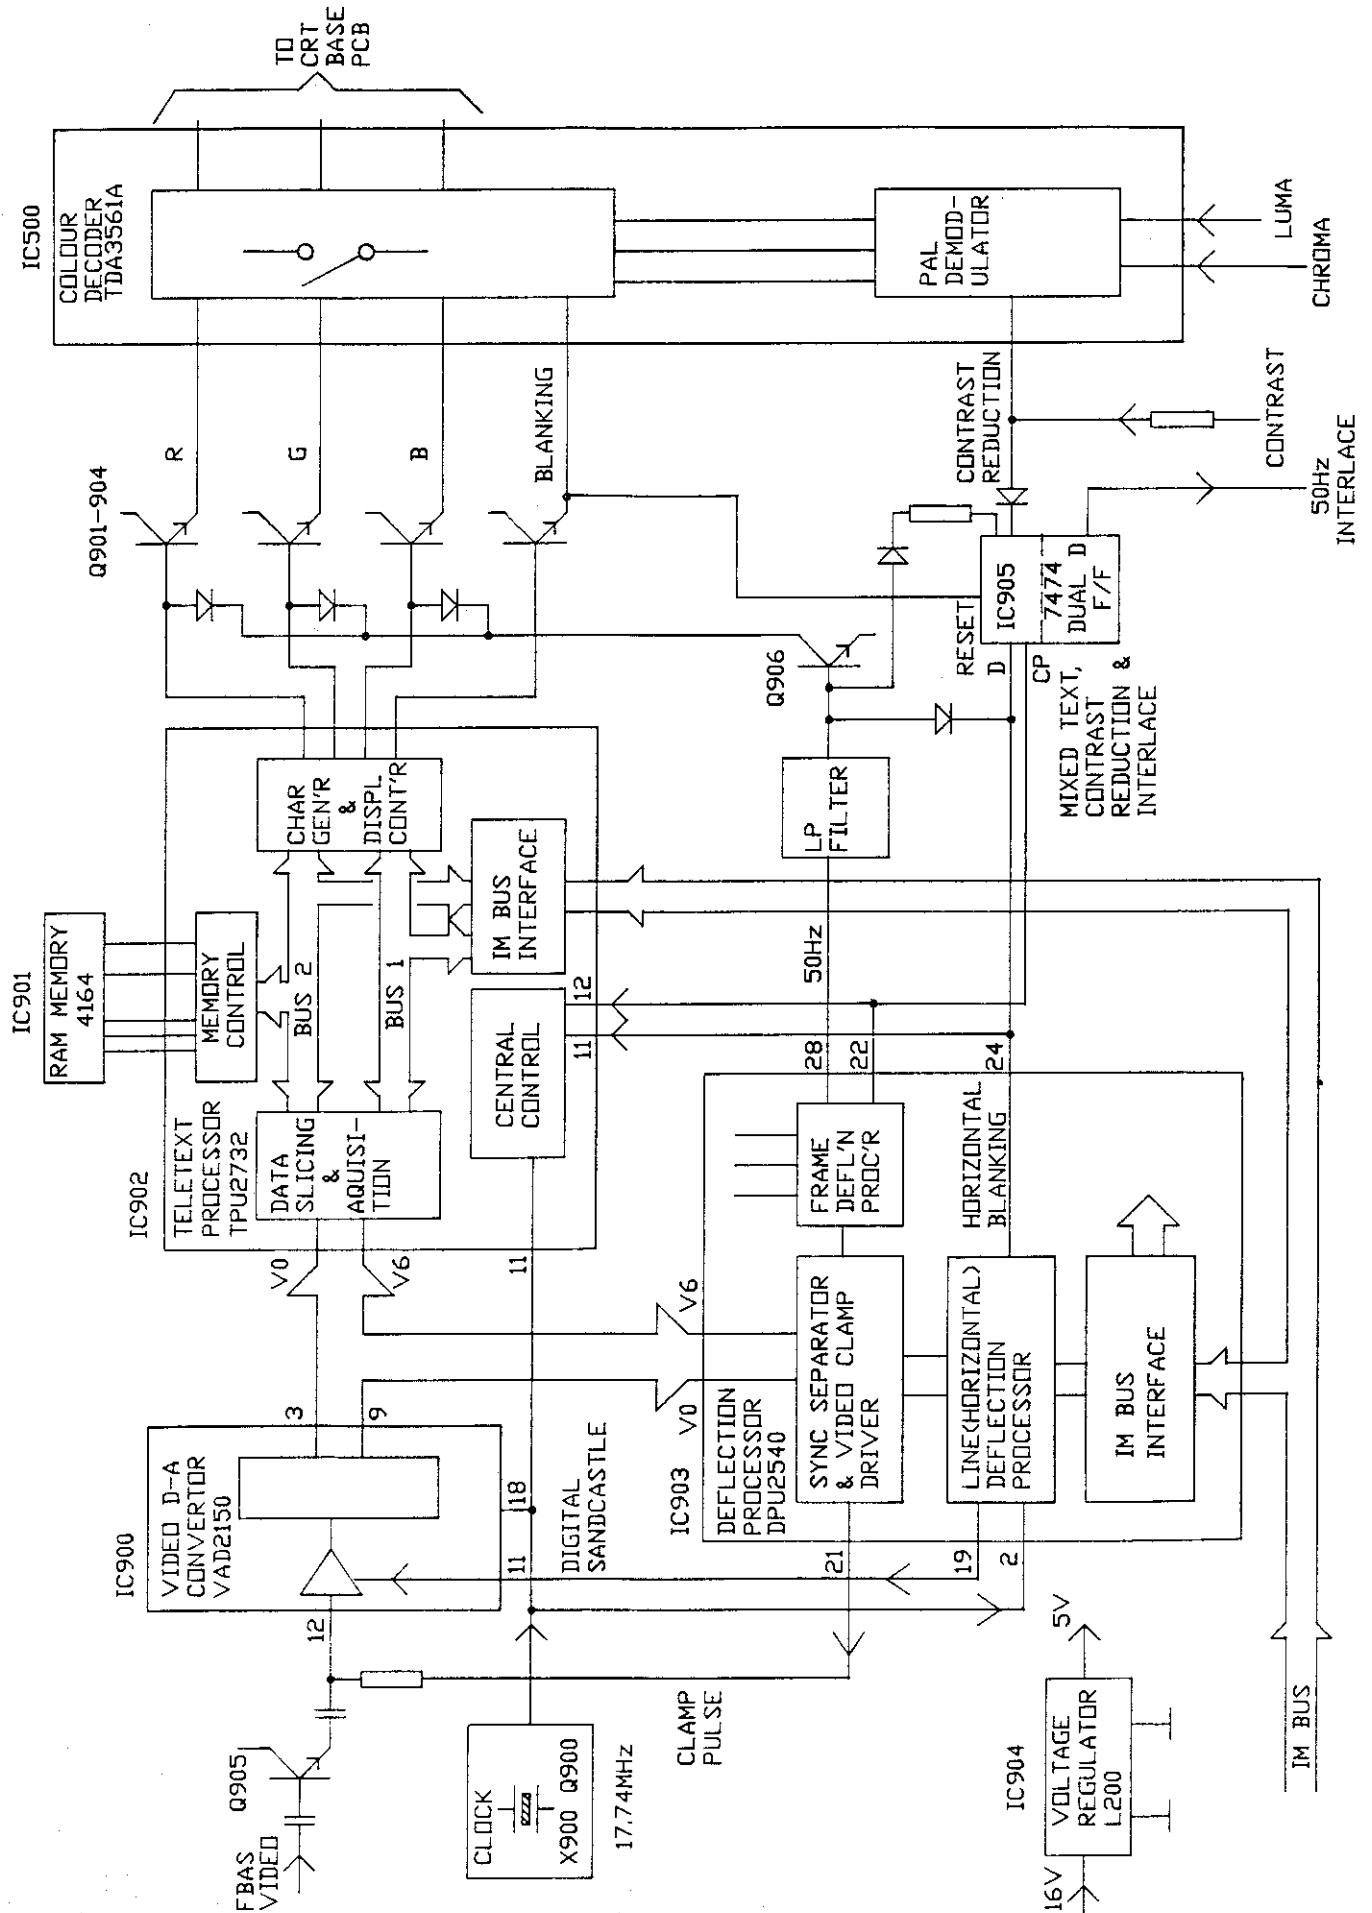 FBAS
VIDEO
Q905
12
IC900
VIDEO D-A
CONVERTOR
VAD2150
3
9
18
11
CLOCK
X900 Q900
17.74MHz
DIGITAL
SANDCASTLE
CLAMP
PULSE
V0
V6
11
IC902
TELETEXT
PROCESSOR
TPU2732
DATA
SLICING
&
AQUISI-
TION
IC901
RAM MEMORY
4164
MEMORY
CONTROL
BUS 2
BUS 1
CHAR
GEN'R
&
DISPL
CONT'R
IM BUS
INTERFACE
CENTRAL
CONTROL
12
11
Q901-904
R
G
B
BLANKING
IC500
COLOUR
DECODER
TDA3561A
TO
CRT
BASE
PCB
PAL
DEMOD-
ULATOR
LUMA
CHROMA
CONTRAST
REDUCTION
CONTRAST
50Hz
INTERLACE
Q906
LP
FILTER
50Hz
RESET
D
CP
IC905
7474
DUAL D
F/F
MIXED TEXT,
CONTRAST
REDUCTION &
INTERLACE
28
22
24
V0
V6
IC903
DEFLECTION
PROCESSOR
DPU2540
SYNC SEPARATOR
& VIDEO CLAMP
DRIVER
FRAME
DEFL'N
PROC'R
HORIZONTAL
BLANKING
LINE(HORIZONTAL)
DEFLECTION
PROCESSOR
IM BUS
INTERFACE
21
19
2
IC904
VOLTAGE
REGULATOR
L200
16V
5V
IM BUS